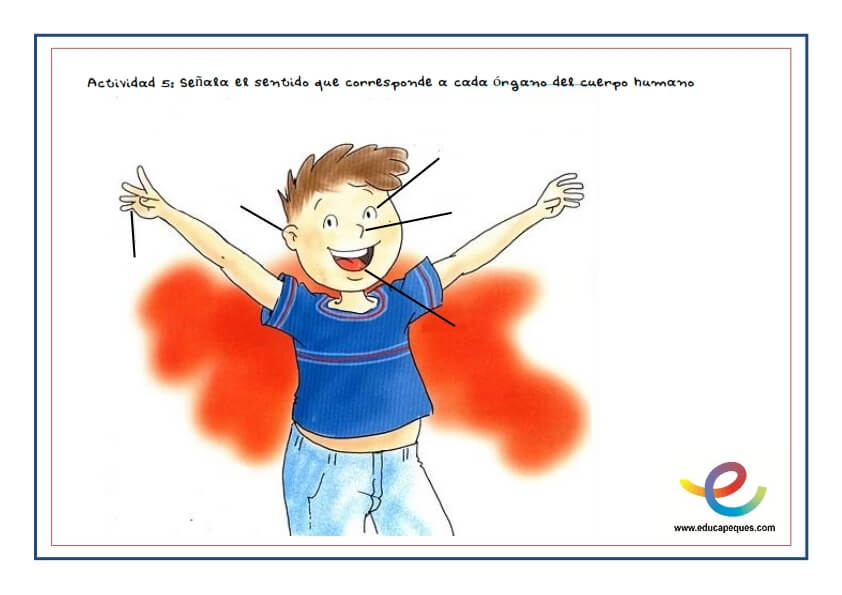 Actividad 5: Señala el sentido que corresponde a cada órgano del cuerpo humano
www.educapeques.com